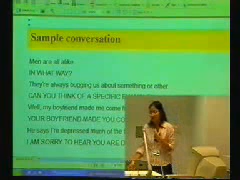 Sample conversation
Men are all alike
IN WHAT WAY?
They're always bugging us about something or other
CAN YOU THINK OF A SPECIFIC
Well, my boyfriend made me come
YOUR BOYFRIEND MADE YOU CO
He says I'm depressed much of the
I AM SORRY TO HEAR YOU ARE D